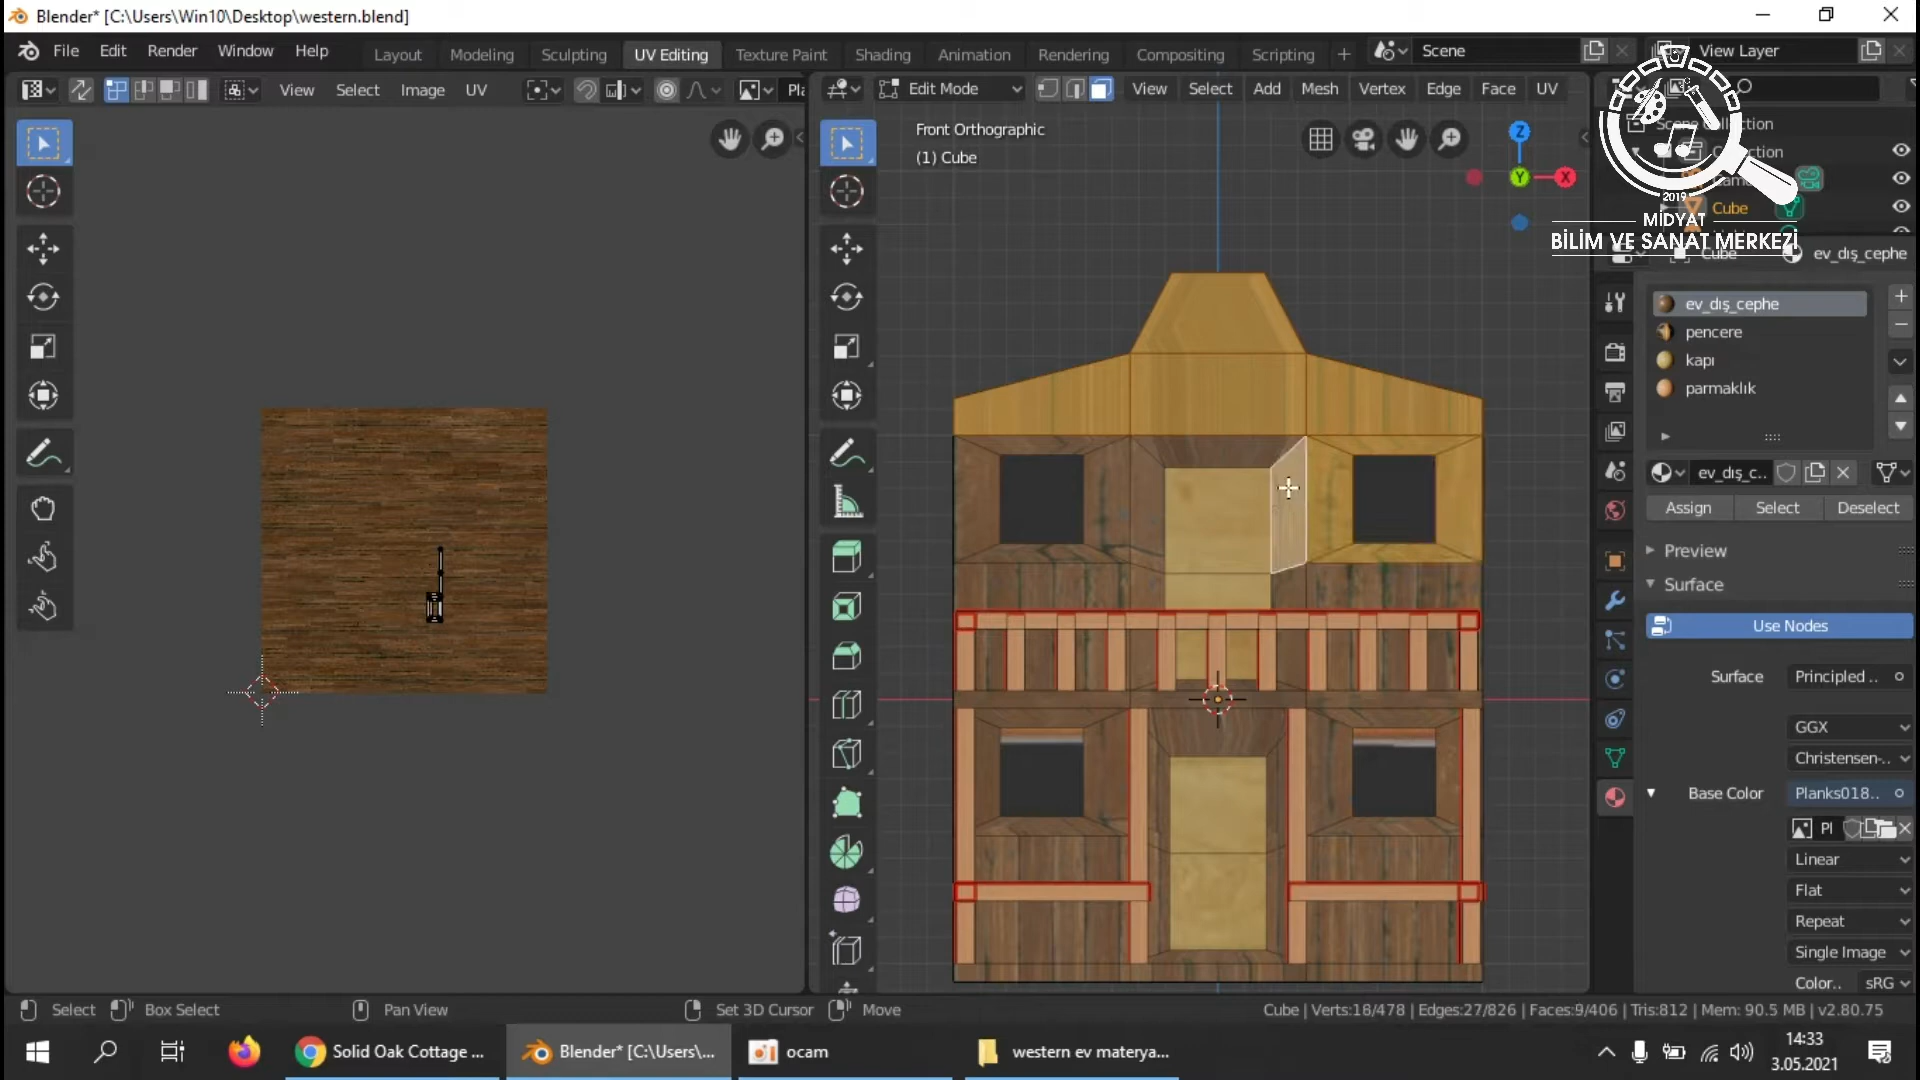 Blender* [C:\Users\Win10\Desktop\western.blend]
File Edit Render Window Help
Layout Modeling Sculpting UV Editing Texture Paint Shading Animation Rendering Compositing Scripting +
Scene
View Layer
View Select Image UV
Pla
Edit Mode
View Select Add Mesh Vertex Edge Face UV
Front Orthographic
(1) Cube
Z
Y
X
Scene Collection
Cube
2019
MİDYAT
BİLİM VE SANAT MERKEZİ
Cube
ev_dış_cephe
ev_dış_cephe
pencere
kapı
parmaklık
ev_dış_c...
Assign Select Deselect
Preview
Surface
Use Nodes
Surface Principled ..
GGX
Christensen-..
Base Color Planks018..
Pl
Linear
Flat
Repeat
Single Image
Color.. sRG
Select Box Select Pan View Set 3D Cursor Move
Cube | Verts:18/478 | Edges:27/826 | Faces:9/406 | Tris:812 | Mem: 90.5 MB | v2.80.75
Solid Oak Cottage ...
Blender* [C:\Users\...
ocam
western ev materya...
14:33
3.05.2021